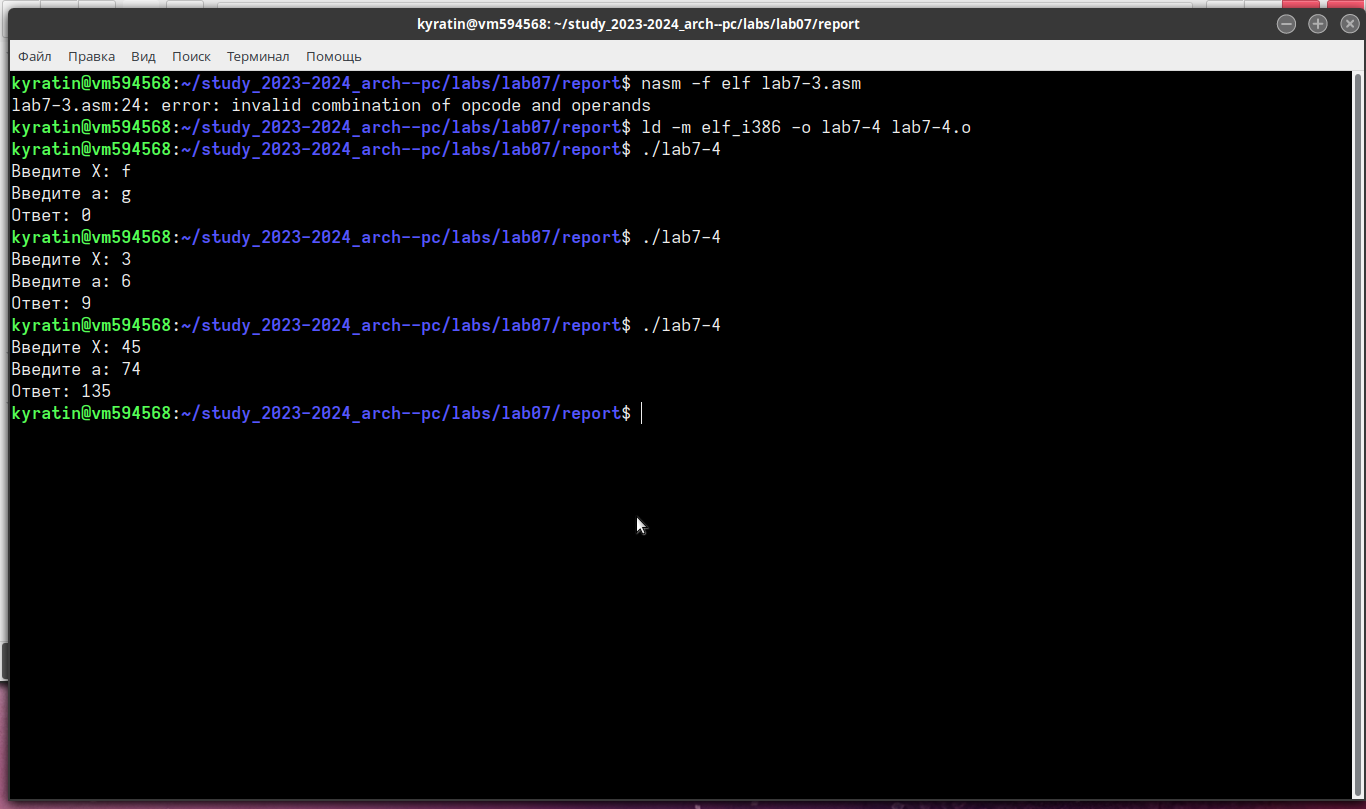 kyratin@vm594568: ~/study_2023-2024_arch--pc/labs/lab07/report
Файл Правка Вид Поиск Терминал Помощь
kyratin@vm594568:~/study_2023-2024_arch--pc/labs/lab07/report$ nasm -f elf lab7-3.asm
lab7-3.asm:24: error: invalid combination of opcode and operands
kyratin@vm594568:~/study_2023-2024_arch--pc/labs/lab07/report$ ld -m elf_i386 -o lab7-4 lab7-4.o
kyratin@vm594568:~/study_2023-2024_arch--pc/labs/lab07/report$ ./lab7-4
Введите X: f
Введите a: g
Ответ: 0
kyratin@vm594568:~/study_2023-2024_arch--pc/labs/lab07/report$ ./lab7-4
Введите X: 3
Введите a: 6
Ответ: 9
kyratin@vm594568:~/study_2023-2024_arch--pc/labs/lab07/report$ ./lab7-4
Введите X: 45
Введите a: 74
Ответ: 135
kyratin@vm594568:~/study_2023-2024_arch--pc/labs/lab07/report$